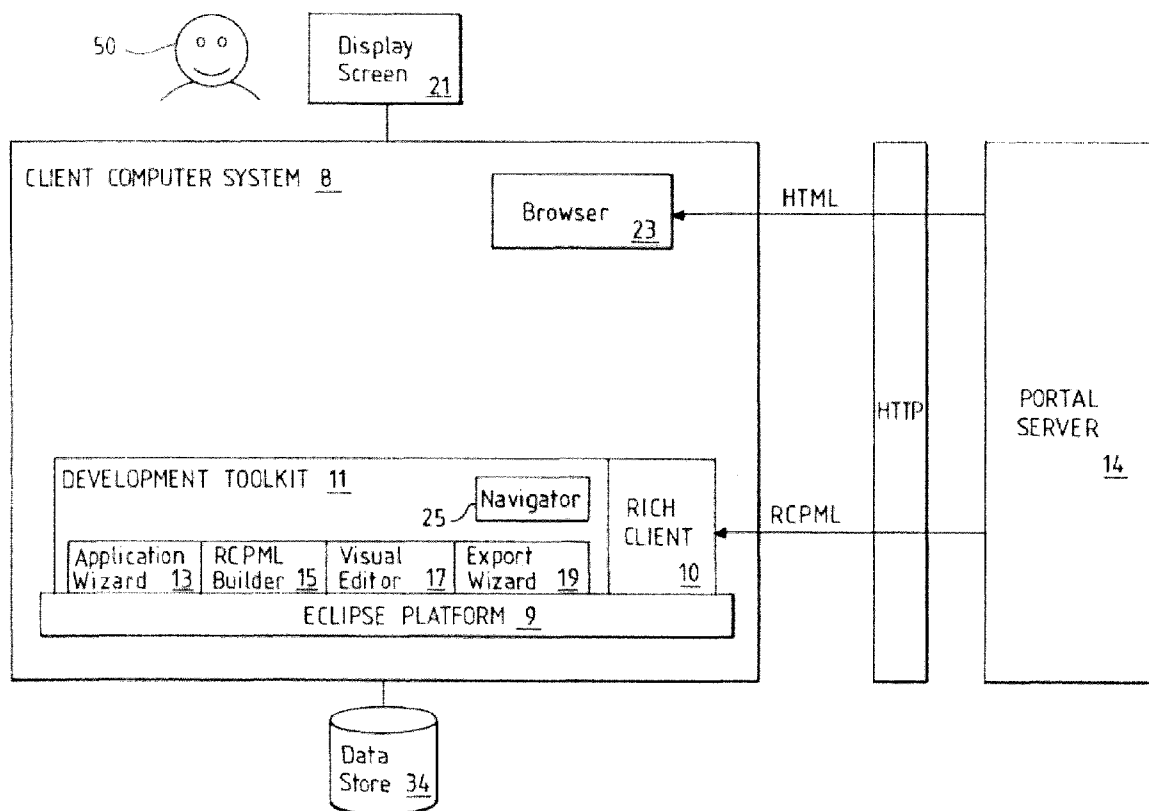 50
Display
Screen 21
CLIENT COMPUTER SYSTEM 8
Browser
23
HTML
HTTP
PORTAL
SERVER
14
DEVELOPMENT TOOLKIT 11
Navigator
25
RICH
CLIENT
10
RCPML
Application
Wizard 13
RCPML
Builder 15
Visual
Editor 17
Export
Wizard 19
ECLIPSE PLATFORM 9
Data
Store 34